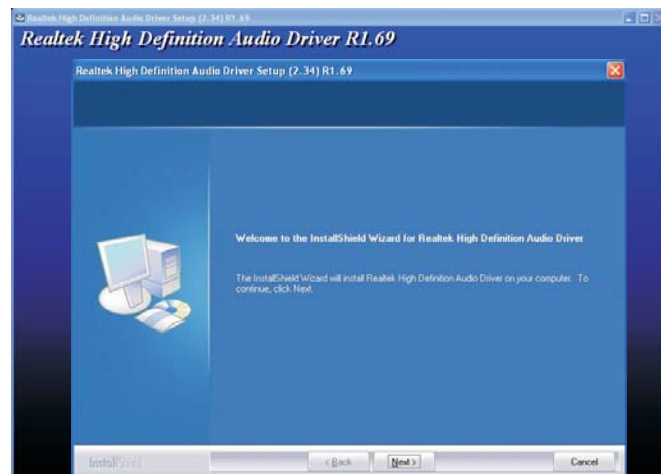 Realtek High Definition Audio Driver Setup (2.34) R1.69
Realtek High Definition Audio Driver R1.69
Realtek High Definition Audio Driver Setup (2.34) R1.69
Welcome to the InstallShield Wizard for Realtek High Definition Audio Driver
The InstallShield Wizard will install Realtek High Definition Audio Driver on your computer. To
continue, click Next.
InstallShield
< Back
Next >
Cancel